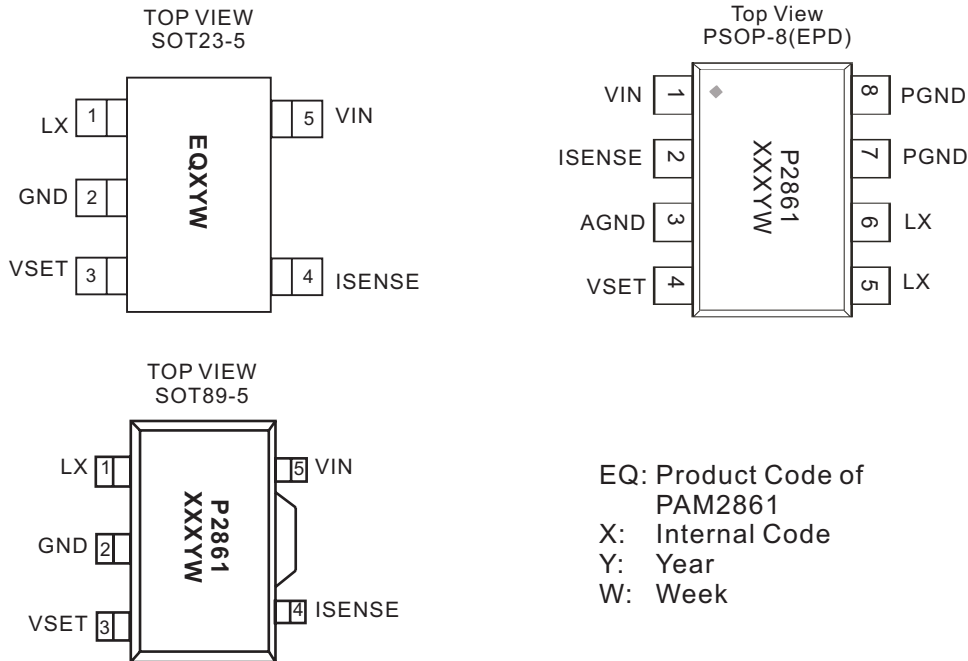 TOP VIEW
SOT23-5
LX 1
5 VIN
GND 2
VSET 3
4 ISENSE
EQXYW
Top View
PSOP-8(EPD)
VIN 1
8 PGND
ISENSE 2
7 PGND
AGND 3
6 LX
VSET 4
5 LX
P2861
XXXYW
TOP VIEW
SOT89-5
LX 1
5 VIN
GND 2
VSET 3
4 ISENSE
P2861
XXXYW
EQ: Product Code of
PAM2861
X: Internal Code
Y: Year
W: Week